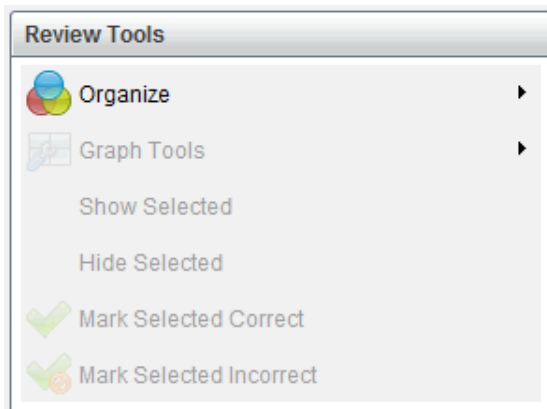 Review Tools
Organize
Graph Tools
Show Selected
Hide Selected
Mark Selected Correct
Mark Selected Incorrect